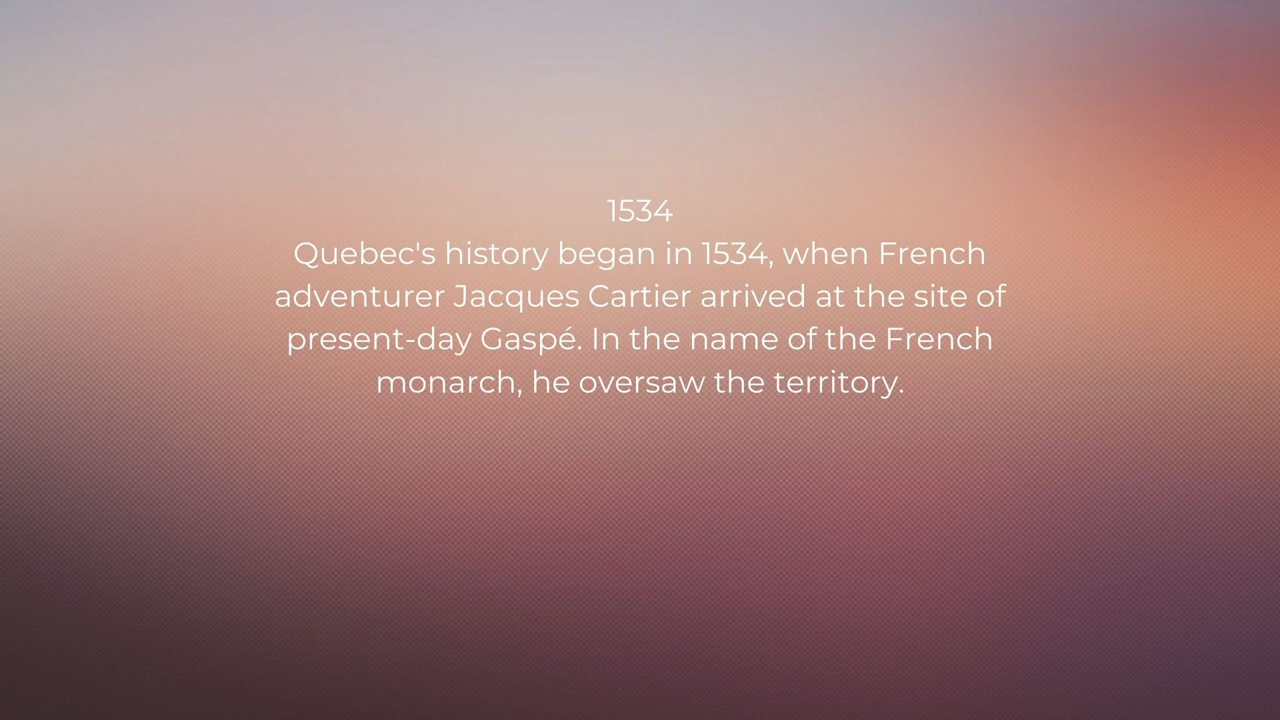 1534
Quebec's history began in 1534, when French
adventurer Jacques Cartier arrived at the site of
present-day Gaspé. In the name of the French
monarch, he oversaw the territory.